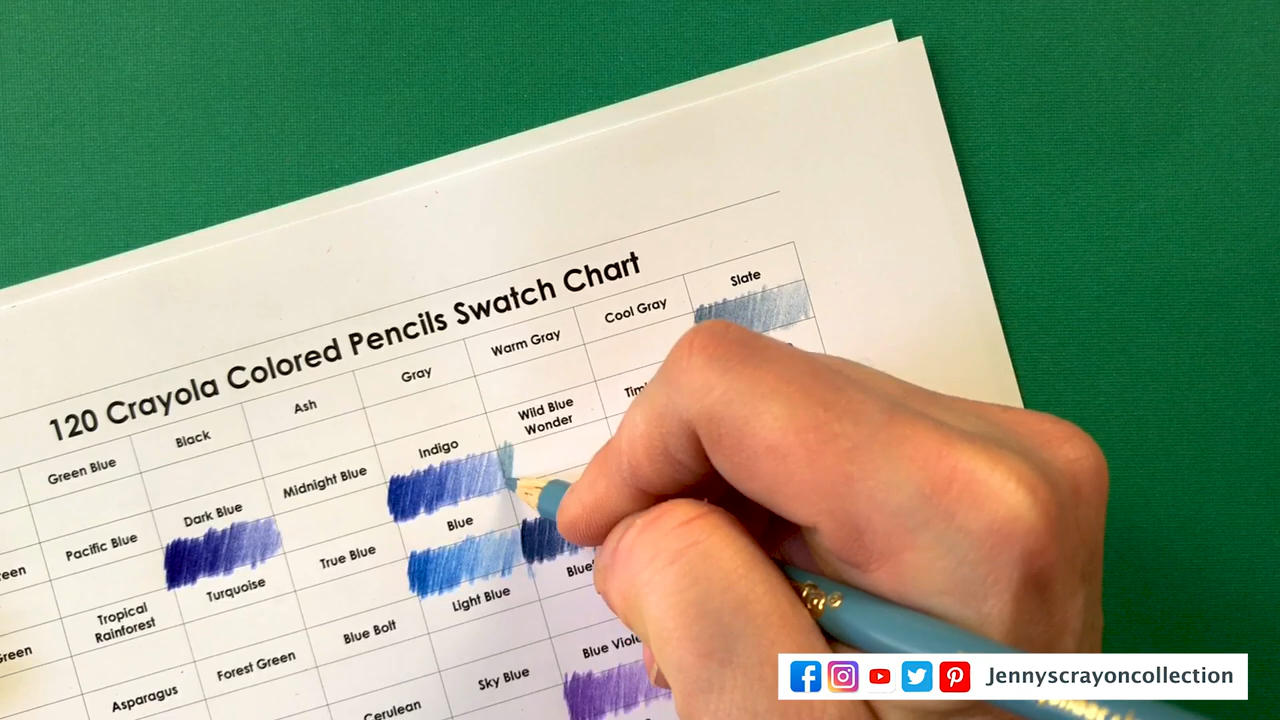 120 Crayola Colored Pencils Swatch Chart
Slate
Cool Gray
Warm Gray
Gray
Ash
Black
Green Blue
Wild Blue
Wonder
Indigo
Midnight Blue
Dark Blue
Pacific Blue
Blue
True Blue
Turquoise
Tropical
Rainforest
Light Blue
Blue Bolt
Forest Green
Asparagus
Blue
Sky Blue
Cerulean
Jennyscrayoncollection